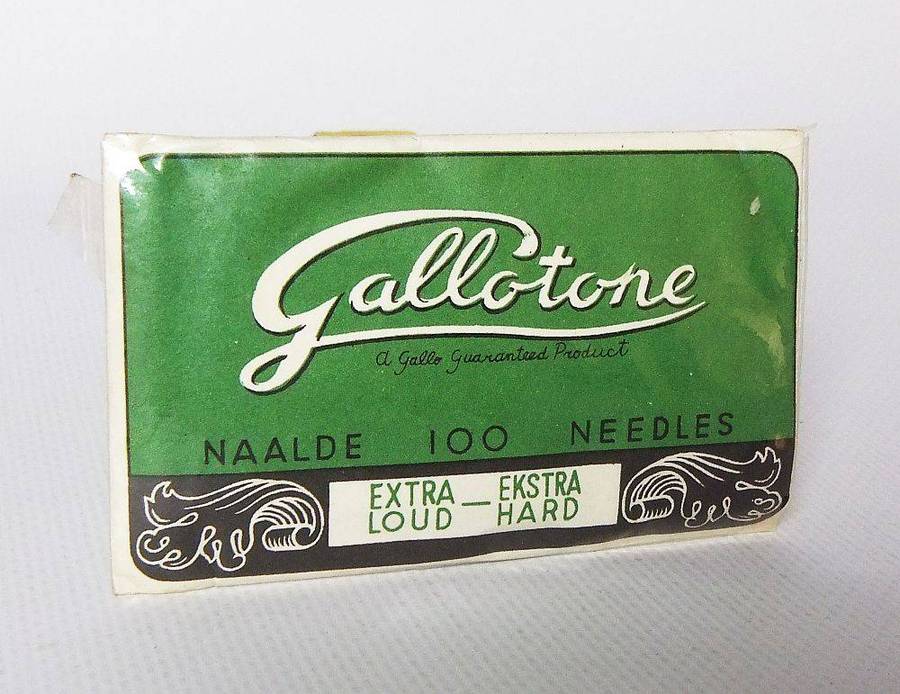 Gallotone
A Gallo Guaranteed Product
NAALDE 100 NEEDLES
EXTRA LOUD — EKSTRA HARD